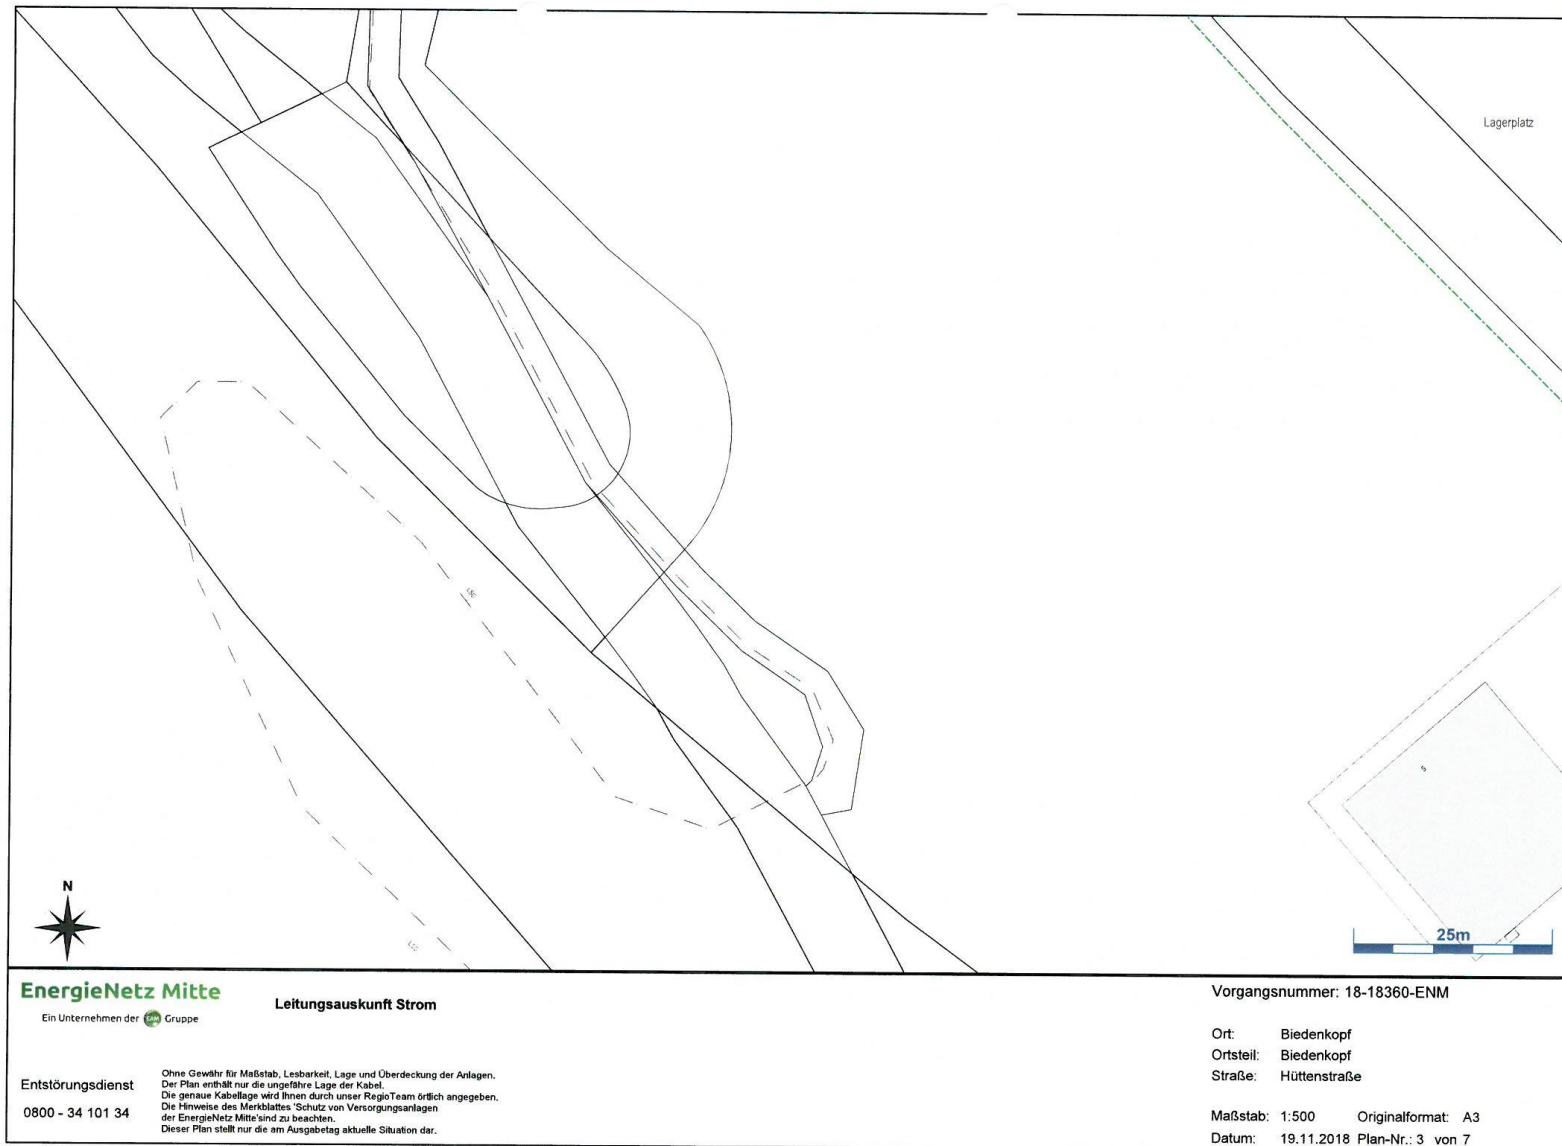 Lagerplatz
N
25m
EnergieNetz Mitte
Ein Unternehmen der EAM Gruppe
Leitungsauskunft Strom
Entstörungsdienst
0800 - 34 101 34
Ohne Gewähr für Maßstab, Lesbarkeit, Lage und Überdeckung der Anlagen.
Der Plan enthält nur die ungefähre Lage der Kabel.
Die genaue Kabellage wird Ihnen durch unser RegioTeam örtlich angegeben.
Die Hinweise des Merkblattes 'Schutz von Versorgungsanlagen
der EnergieNetz Mitte'sind zu beachten.
Dieser Plan stellt nur die am Ausgabetag aktuelle Situation dar.
Vorgangsnummer: 18-18360-ENM
Ort: Biedenkopf
Ortsteil: Biedenkopf
Straße: Hüttenstraße
Maßstab: 1:500 Originalformat: A3
Datum: 19.11.2018 Plan-Nr.: 3 von 7